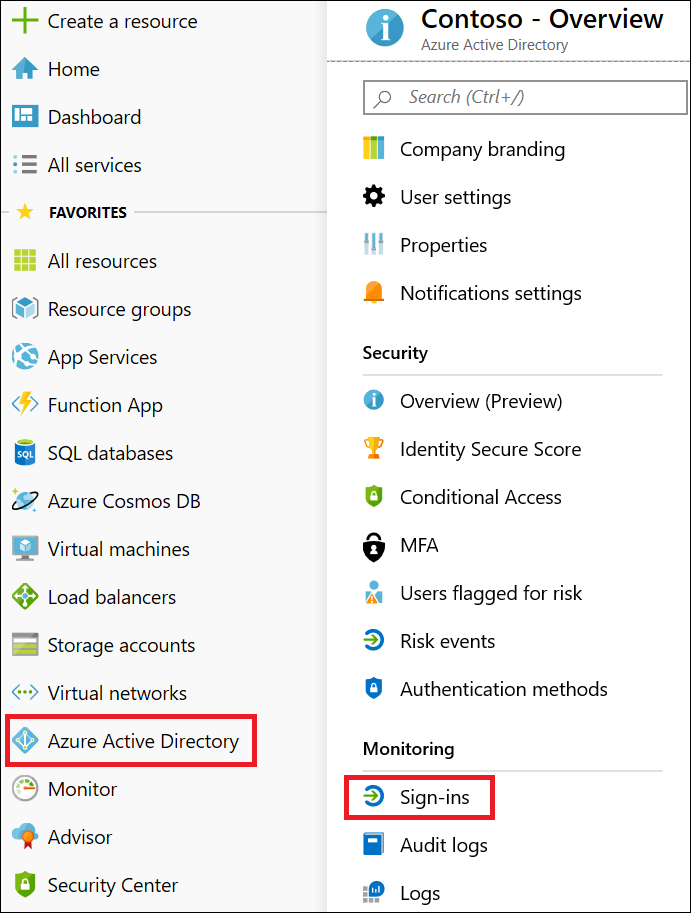 Create a resource
Home
Dashboard
All services
FAVORITES
All resources
Resource groups
App Services
Function App
SQL
SQL databases
Azure Cosmos DB
Virtual machines
Load balancers
Storage accounts
Virtual networks
Azure Active Directory
Monitor
Advisor
Security Center
Contoso - Overview
Azure Active Directory
Search (Ctrl+/)
Company branding
User settings
Properties
Notifications settings
Security
Overview (Preview)
Identity Secure Score
Conditional Access
MFA
Users flagged for risk
Risk events
Authentication methods
Monitoring
Sign-ins
Audit logs
Logs